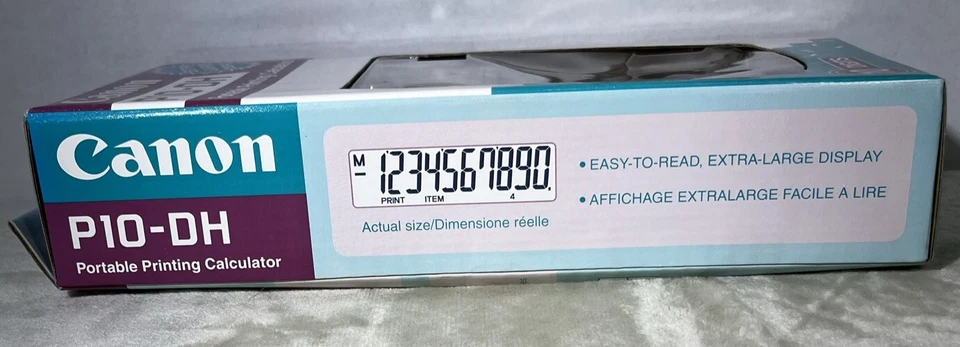 Canon
P10-DH
Portable Printing Calculator
M
–
1234567890.
PRINT ITEM 4
Actual size/Dimensione réelle
• EASY-TO-READ, EXTRA-LARGE DISPLAY
• AFFICHAGE EXTRALARGE FACILE A LIRE